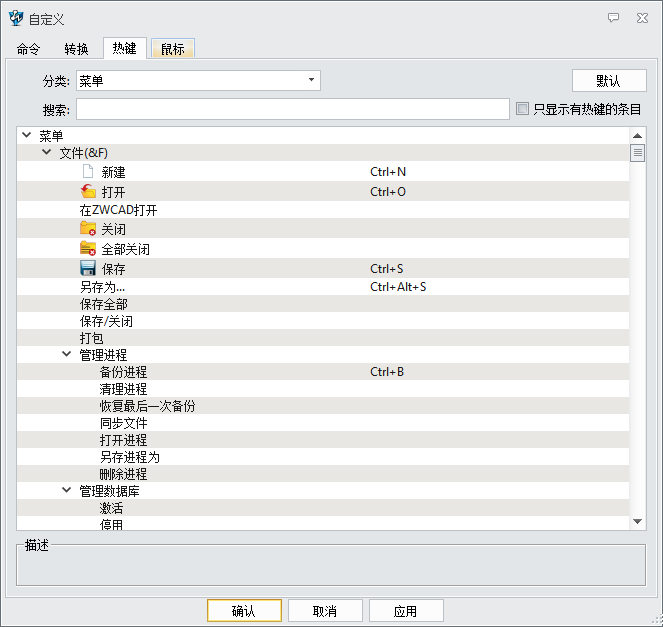 自定义
命令 转换 热键 鼠标
分类: 菜单 默认
搜索: 只显示有热键的条目
菜单
文件(&F)
新建 Ctrl+N
打开 Ctrl+O
在ZWCAD打开
关闭
全部关闭
保存 Ctrl+S
另存为... Ctrl+Alt+S
保存全部
保存/关闭
打包
管理进程
备份进程 Ctrl+B
清理进程
恢复最后一次备份
同步文件
打开进程
另存进程为
删除进程
管理数据库
激活
停用
描述
确认 取消 应用